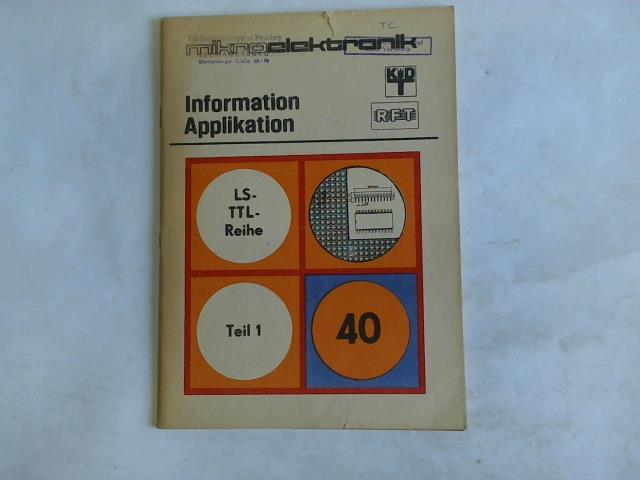 TC
mikroelektronik
KDT
RFT
Information
Applikation
LS-
TTL-
Reihe
Teil 1
40